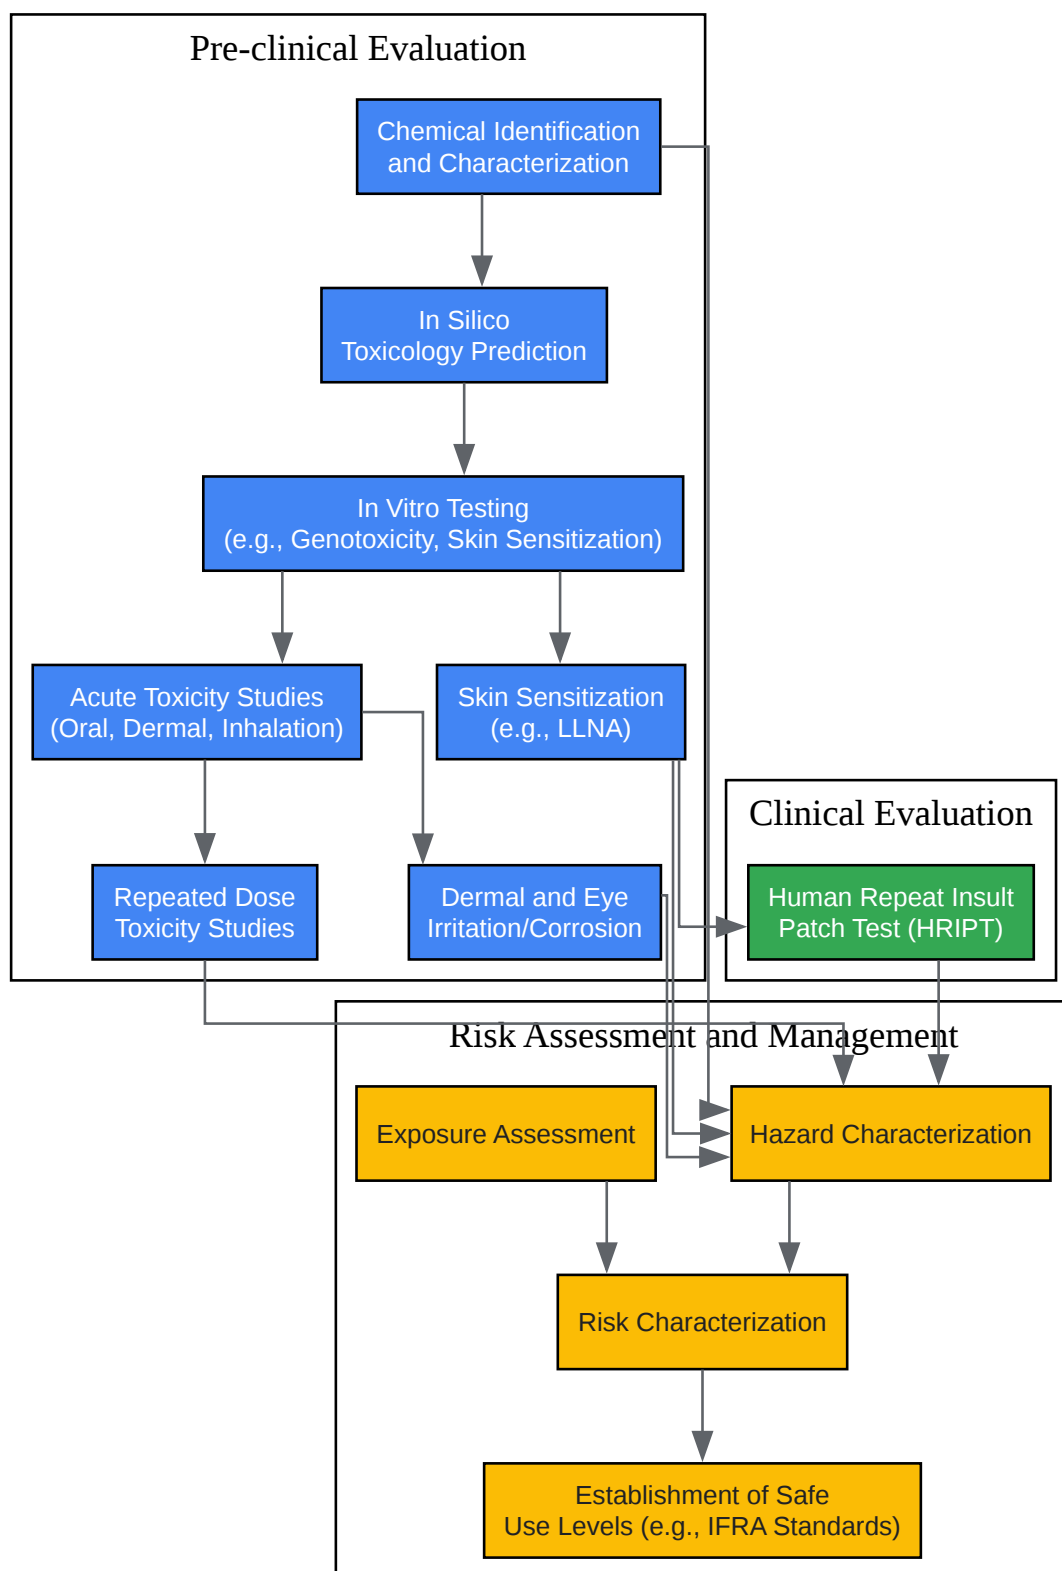 Pre-clinical Evaluation
Chemical Identification
and Characterization
In Silico
Toxicology Prediction
In Vitro Testing
(e.g., Genotoxicity, Skin Sensitization)
Acute Toxicity Studies
(Oral, Dermal, Inhalation)
Skin Sensitization
(e.g., LLNA)
Repeated Dose
Toxicity Studies
Dermal and Eye
Irritation/Corrosion
Clinical Evaluation
Human Repeat Insult
Patch Test (HRIPT)
Risk Assessment and Management
Exposure Assessment
Hazard Characterization
Risk Characterization
Establishment of Safe
Use Levels (e.g., IFRA Standards)